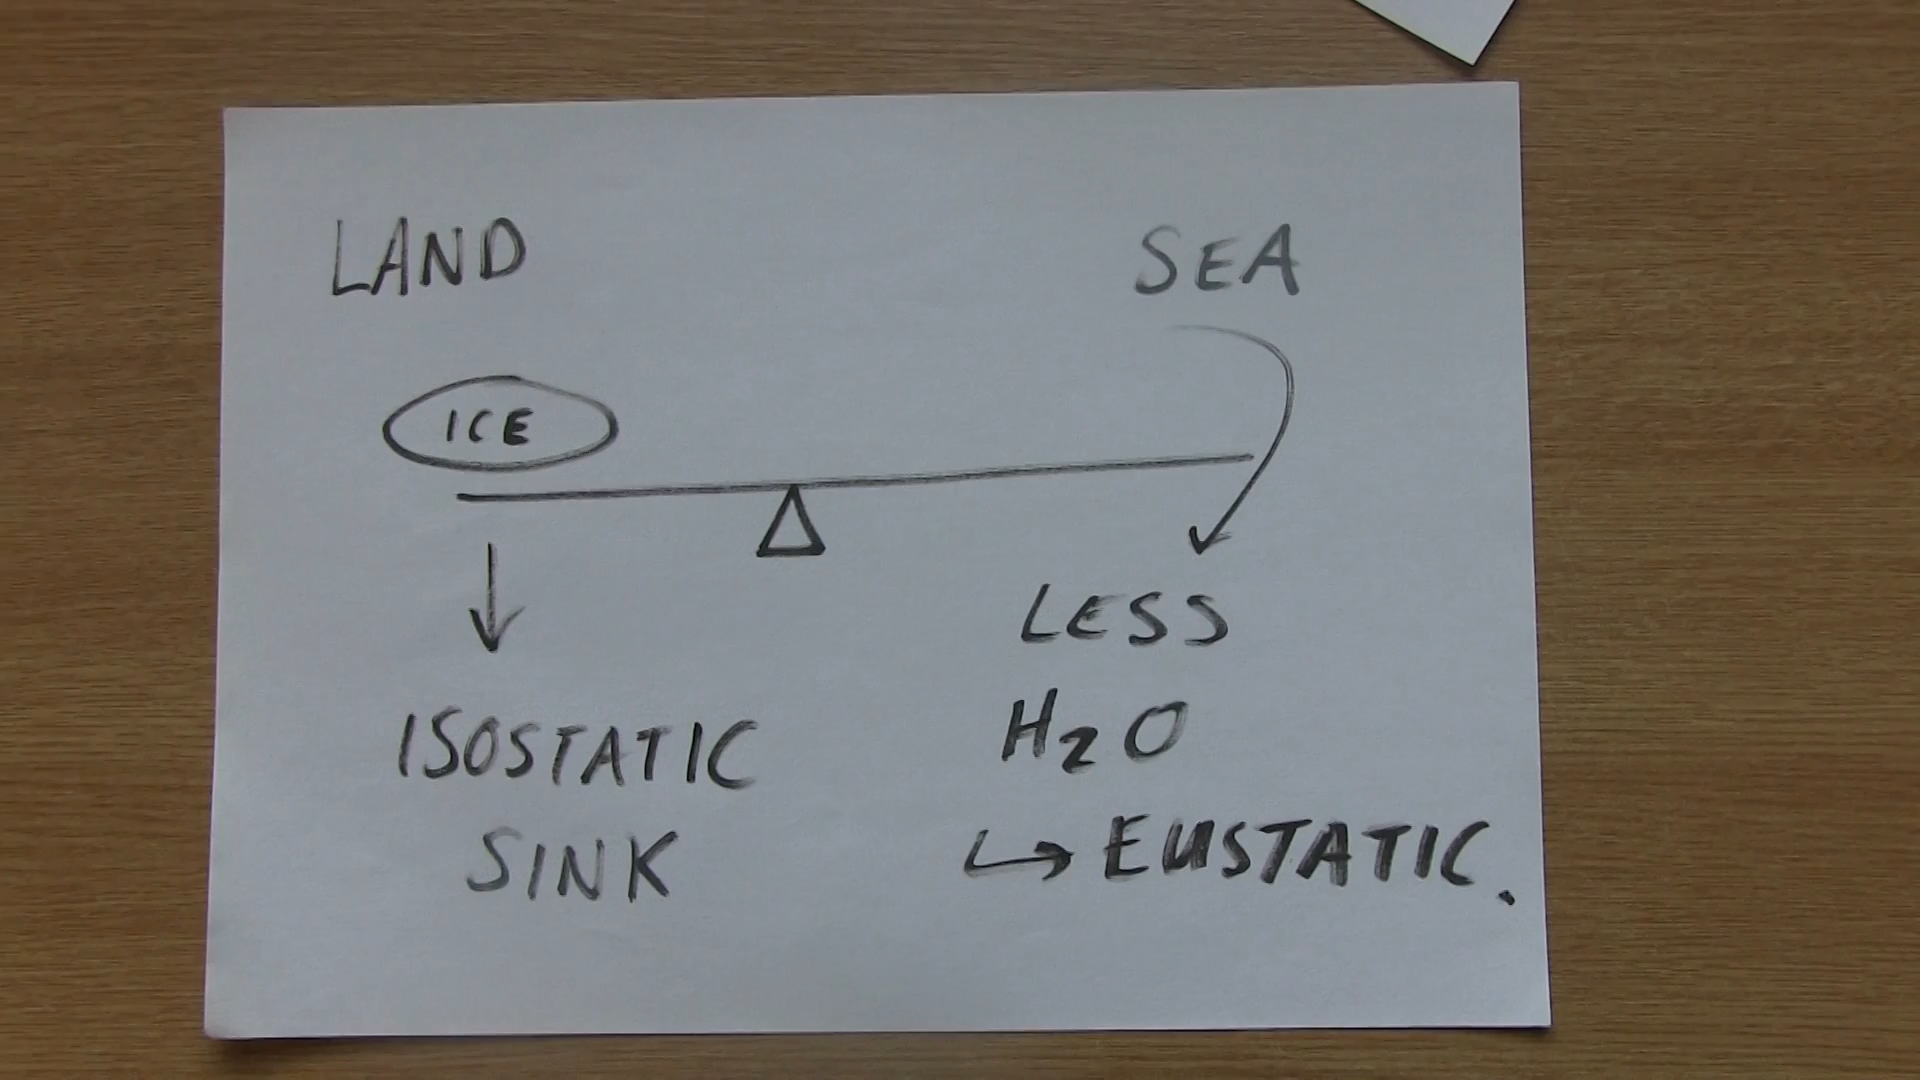 LAND
SEA
ICE
ISOSTATIC
SINK
LESS
H2O
↳ EUSTATIC.